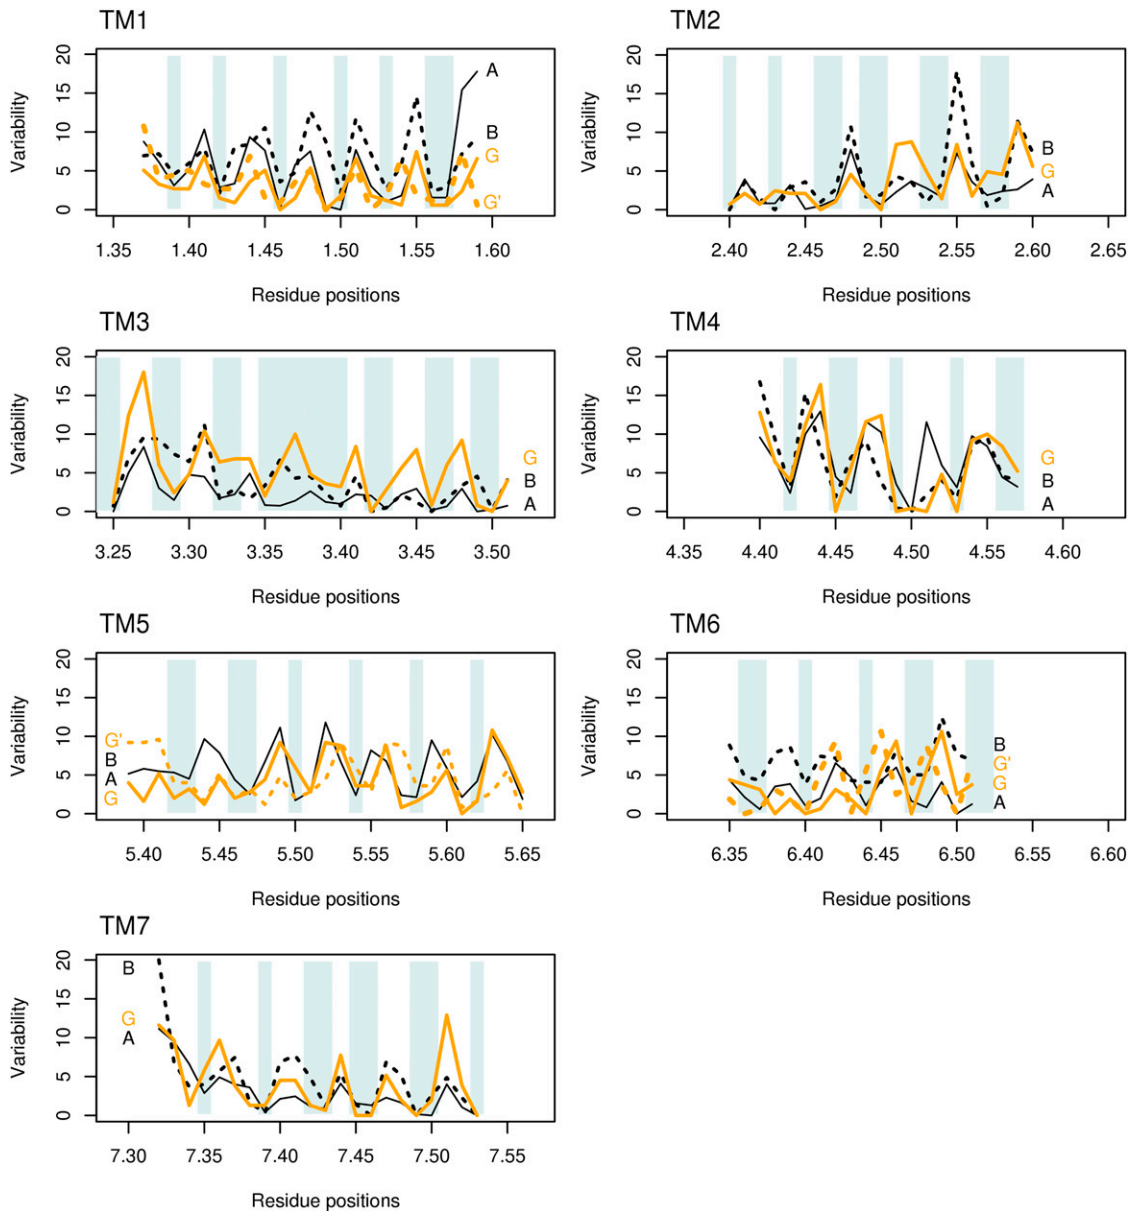 TM1
Variability
20
15
10
5
0
A
B
G
G'
1.35 1.40 1.45 1.50 1.55 1.60
Residue positions
TM2
Variability
20
15
10
5
0
B
G
A
2.40 2.45 2.50 2.55 2.60 2.65
Residue positions
TM3
Variability
20
15
10
5
0
G
B
A
3.25 3.30 3.35 3.40 3.45 3.50
Residue positions
TM4
Variability
20
15
10
5
0
G
B
A
4.35 4.40 4.45 4.50 4.55 4.60
Residue positions
TM5
Variability
20
15
10
5
0
G'
B
A
G
5.40 5.45 5.50 5.55 5.60 5.65
Residue positions
TM6
Variability
20
15
10
5
0
B
G'
G
A
6.35 6.40 6.45 6.50 6.55 6.60
Residue positions
TM7
Variability
20
15
10
5
0
B
G
A
7.30 7.35 7.40 7.45 7.50 7.55
Residue positions